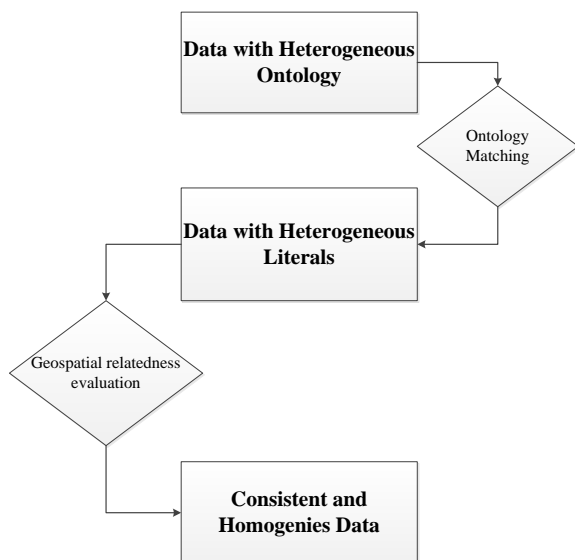 Data with Heterogeneous
Ontology
Ontology
Matching
Data with Heterogeneous
Literals
Geospatial relatedness
evaluation
Consistent and
Homogenies Data